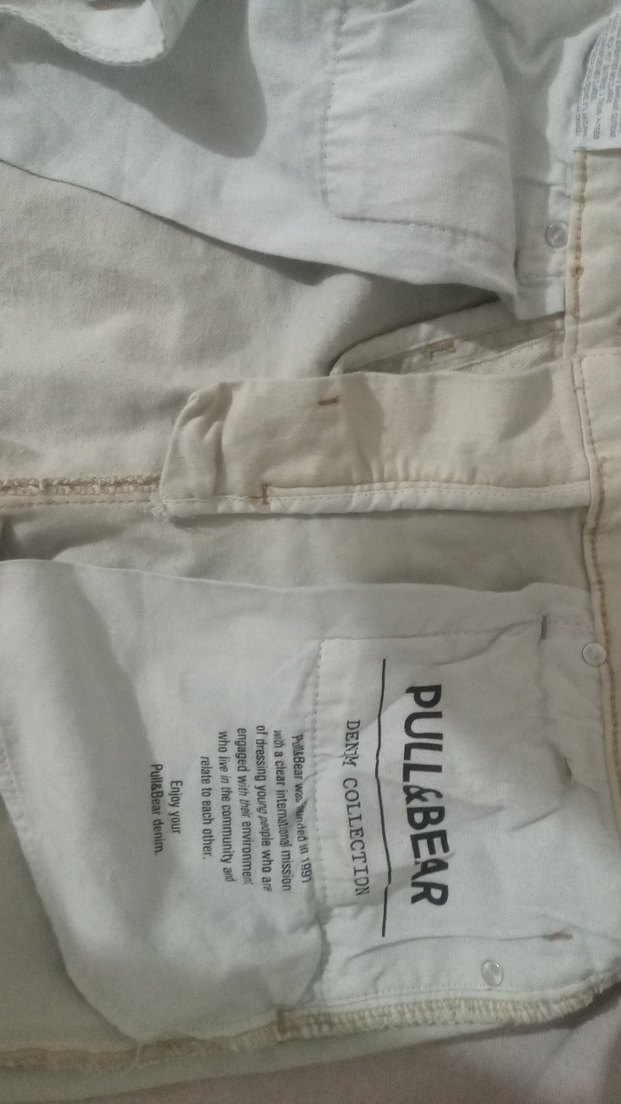 PULL&BEAR
DENIM COLLECTION
Pull&Bear was founded in 1991
with a clear international mission
of dressing young people who are
engaged with their environment
who live in the community and
relate to each other.
Enjoy your
Pull&Bear denim.